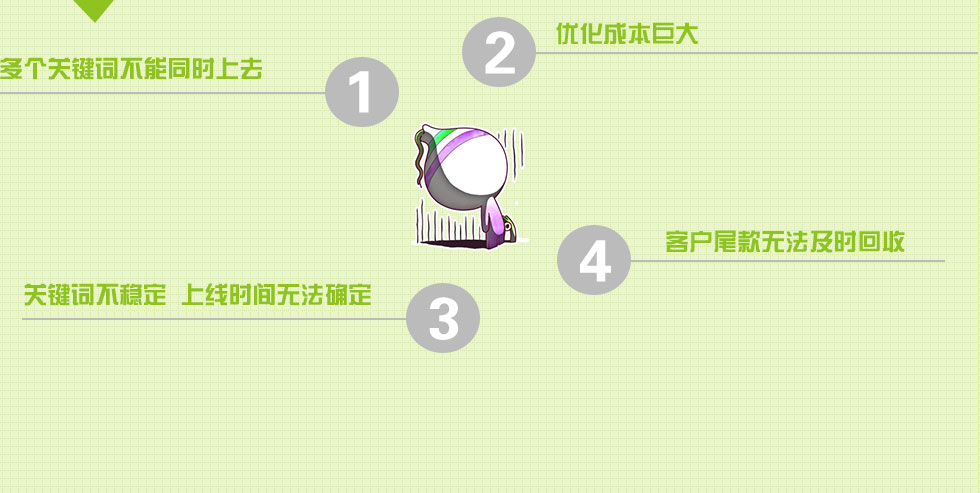 多个关键词不能同时上去
1
2
优化成本巨大
关键词不稳定 上线时间无法确定
3
4
客户尾款无法及时回收